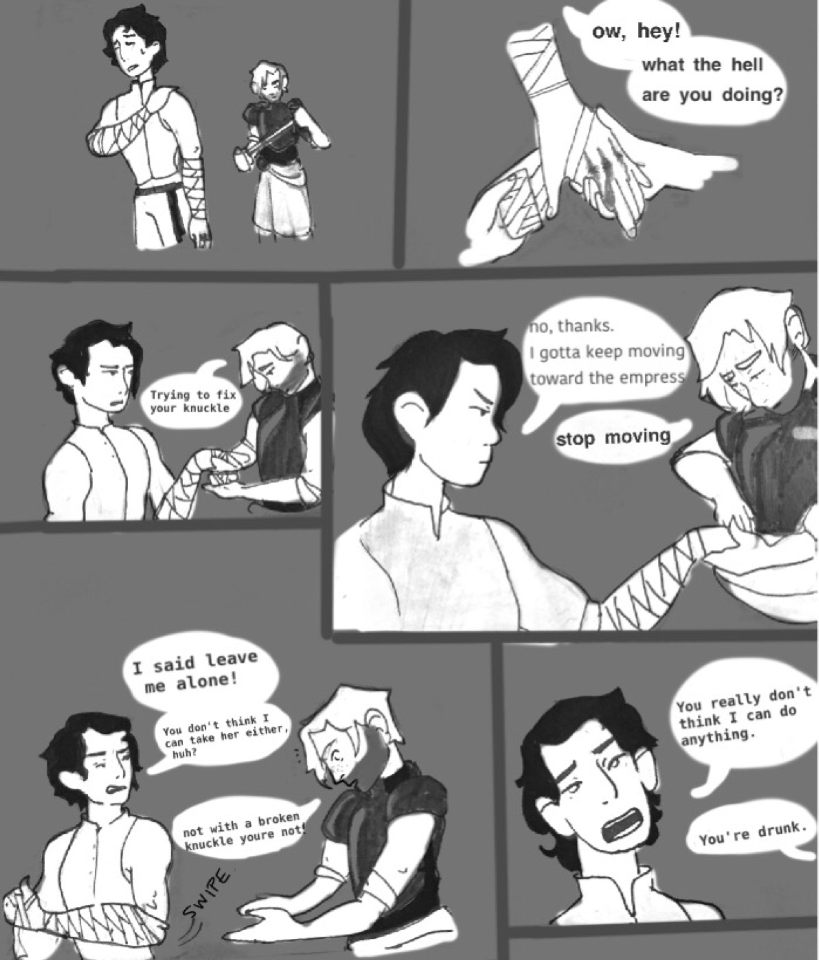 ow, hey!
what the hell
are you doing?
Trying to fix
your knuckle
no, thanks.
I gotta keep moving
toward the empress
stop moving
I said leave
me alone!
You don't think I
can take her either,
huh?
not with a broken
knuckle youre not!
SWIPE
You really don't
think I can do
anything.
You're drunk.